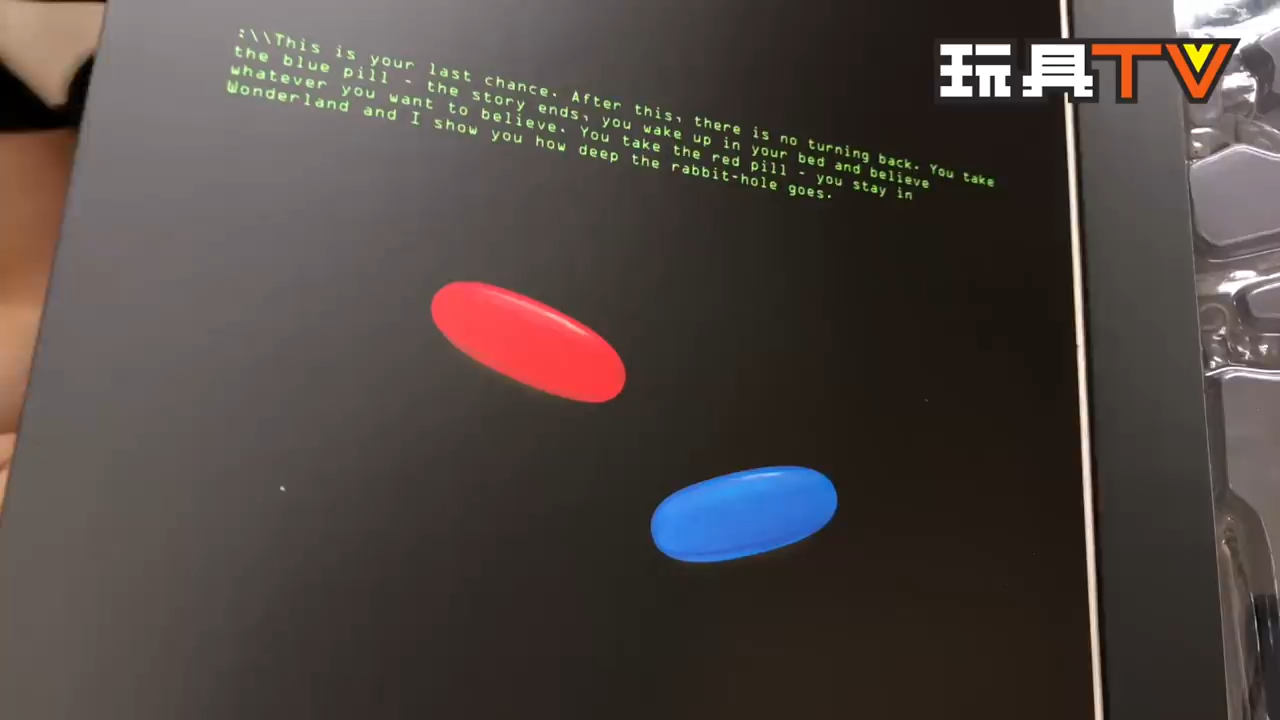 :\\This is your last chance. After this, there is no turning back. You take
the blue pill - the story ends, you wake up in your bed and believe
whatever you want to believe. You take the red pill - you stay in
Wonderland and I show you how deep the rabbit-hole goes.
玩具TV